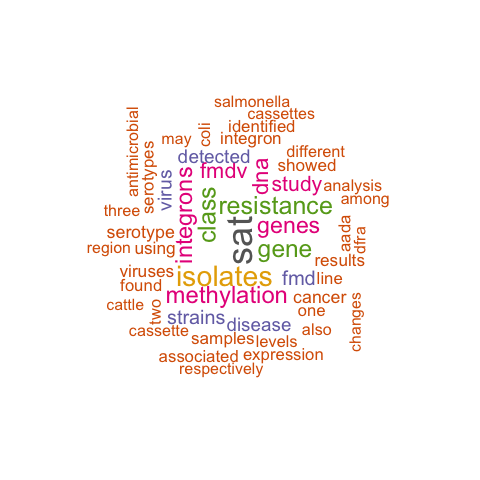 salmonella
cassettes
antimicrobial
coli
identified
may
integron
serotypes
detected
different
virus
fmdv
dna
showed
integrons
study
analysis
class
resistance
among
sat
genes
serotype
aada
dfra
region
using
gene
results
viruses
isolates
fmd
line
found
methylation
cancer
cattle
two
strains
disease
one
changes
cassette
samples
levels
also
three
associated
expression
respectively